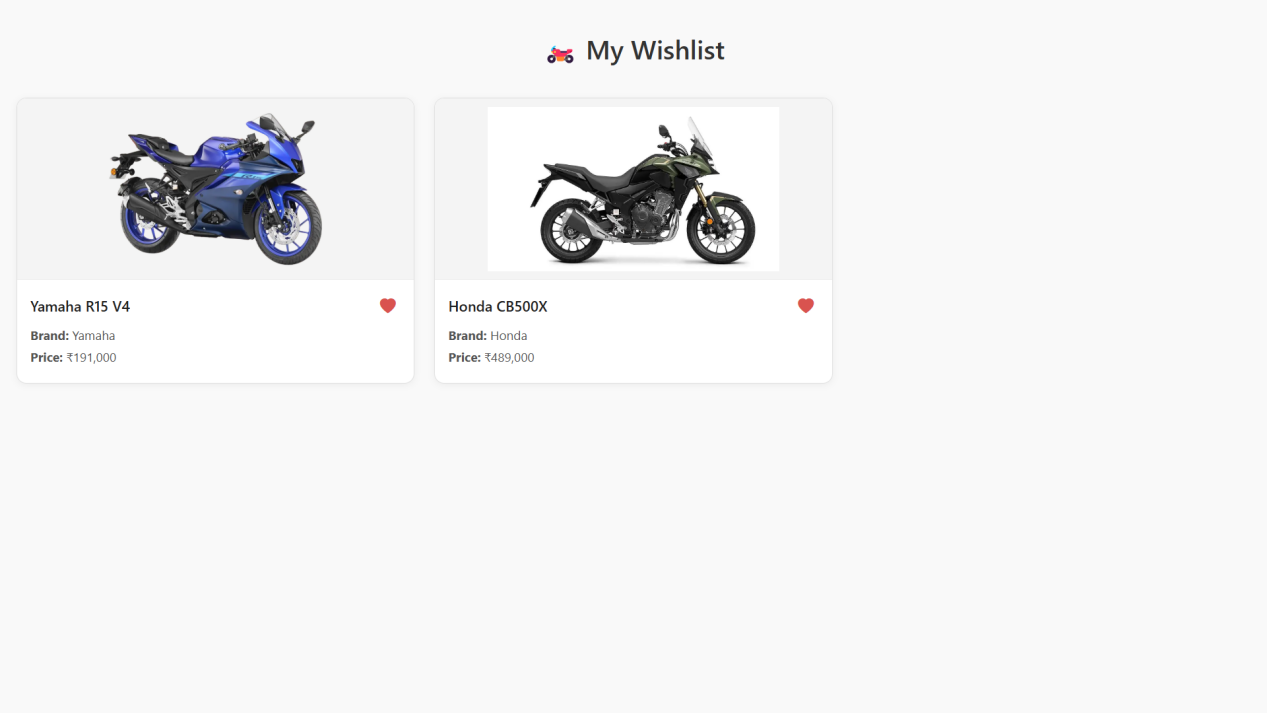 My Wishlist
Yamaha R15 V4
Brand: Yamaha
Price: ₹191,000
Honda CB500X
Brand: Honda
Price: ₹489,000